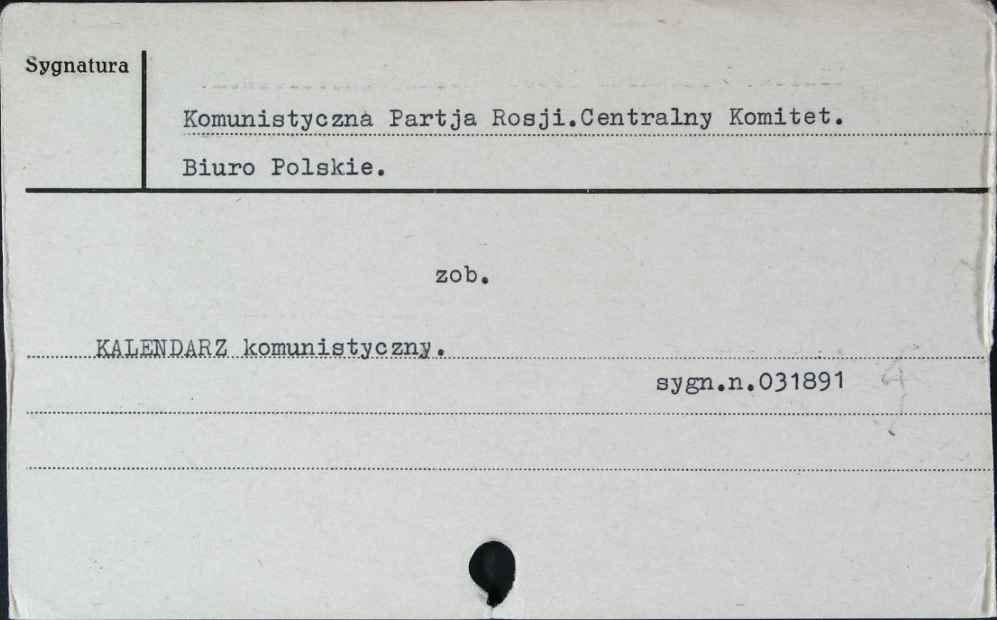 Sygnatura
Komunistyczna Partja Rosji.Centralny Komitet.
Biuro Polskie.
zob.
KALENDARZ komunistyczny.
sygn.n.031891